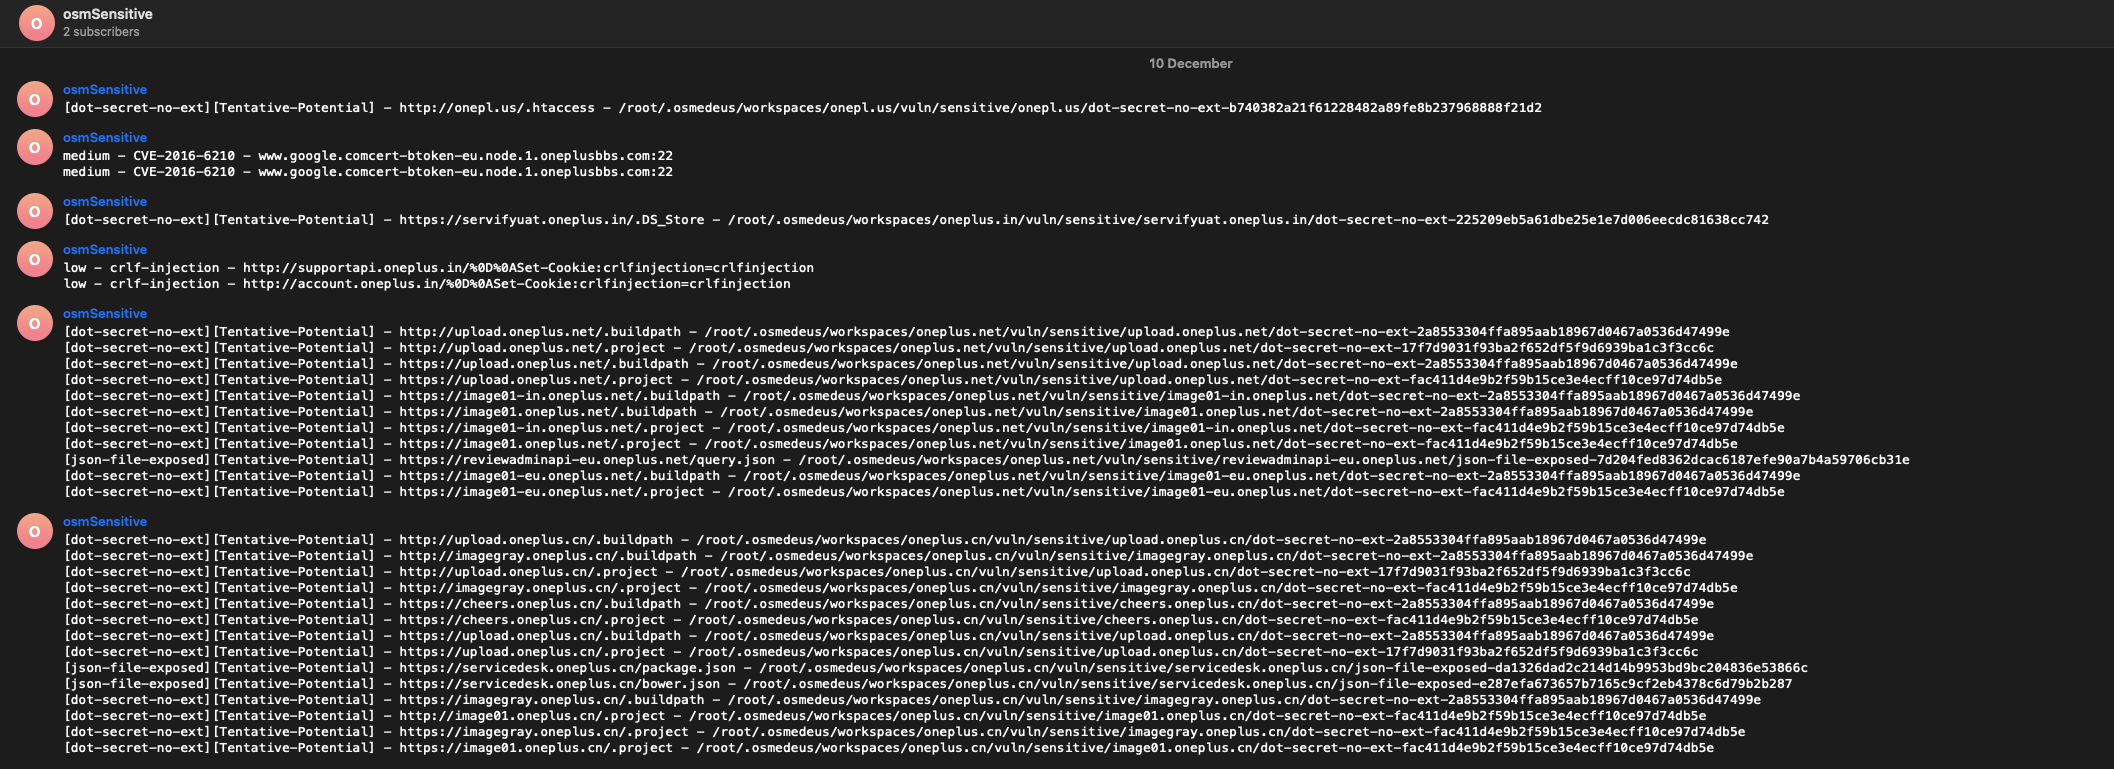 O
osmSensitive
2 subscribers
10 December
O
osmSensitive
[dot-secret-no-ext][Tentative-Potential] - http://onepl.us/.htaccess - /root/.osmedeus/workspaces/onepl.us/vuln/sensitive/onepl.us/dot-secret-no-ext-b740382a21f61228482a89fe8b237968888f21d2
O
osmSensitive
medium - CVE-2016-6210 - www.google.comcert-btoken-eu.node.1.oneplusbbs.com:22
medium - CVE-2016-6210 - www.google.comcert-btoken-eu.node.1.oneplusbbs.com:22
O
osmSensitive
[dot-secret-no-ext][Tentative-Potential] - https://servifyuat.oneplus.in/.DS_Store - /root/.osmedeus/workspaces/oneplus.in/vuln/sensitive/servifyuat.oneplus.in/dot-secret-no-ext-225209eb5a61dbe25e1e7d006eecdc81638cc742
O
osmSensitive
low - crlf-injection - http://supportapi.oneplus.in/%0D%0ASet-Cookie:crlfinjection=crlfinjection
low - crlf-injection - http://account.oneplus.in/%0D%0ASet-Cookie:crlfinjection=crlfinjection
O
osmSensitive
[dot-secret-no-ext][Tentative-Potential] - http://upload.oneplus.net/.buildpath - /root/.osmedeus/workspaces/oneplus.net/vuln/sensitive/upload.oneplus.net/dot-secret-no-ext-2a8553304ffa895aab18967d0467a0536d47499e
[dot-secret-no-ext][Tentative-Potential] - http://upload.oneplus.net/.project - /root/.osmedeus/workspaces/oneplus.net/vuln/sensitive/upload.oneplus.net/dot-secret-no-ext-17f7d9031f93ba2f652df5f9d6939ba1c3f3cc6c
[dot-secret-no-ext][Tentative-Potential] - https://upload.oneplus.net/.buildpath - /root/.osmedeus/workspaces/oneplus.net/vuln/sensitive/upload.oneplus.net/dot-secret-no-ext-2a8553304ffa895aab18967d0467a0536d47499e
[dot-secret-no-ext][Tentative-Potential] - https://upload.oneplus.net/.project - /root/.osmedeus/workspaces/oneplus.net/vuln/sensitive/upload.oneplus.net/dot-secret-no-ext-fac411d4e9b2f59b15ce3e4ecff10ce97d74db5e
[dot-secret-no-ext][Tentative-Potential] - https://image01-in.oneplus.net/.buildpath - /root/.osmedeus/workspaces/oneplus.net/vuln/sensitive/image01-in.oneplus.net/dot-secret-no-ext-2a8553304ffa895aab18967d0467a0536d47499e
[dot-secret-no-ext][Tentative-Potential] - https://image01.oneplus.net/.buildpath - /root/.osmedeus/workspaces/oneplus.net/vuln/sensitive/image01.oneplus.net/dot-secret-no-ext-2a8553304ffa895aab18967d0467a0536d47499e
[dot-secret-no-ext][Tentative-Potential] - https://image01-in.oneplus.net/.project - /root/.osmedeus/workspaces/oneplus.net/vuln/sensitive/image01-in.oneplus.net/dot-secret-no-ext-fac411d4e9b2f59b15ce3e4ecff10ce97d74db5e
[dot-secret-no-ext][Tentative-Potential] - https://image01.oneplus.net/.project - /root/.osmedeus/workspaces/oneplus.net/vuln/sensitive/image01.oneplus.net/dot-secret-no-ext-fac411d4e9b2f59b15ce3e4ecff10ce97d74db5e
[json-file-exposed][Tentative-Potential] - https://reviewadminapi-eu.oneplus.net/query.json - /root/.osmedeus/workspaces/oneplus.net/vuln/sensitive/reviewadminapi-eu.oneplus.net/json-file-exposed-7d204fed8362dcac6187efe90a7b4a59706cb31e
[dot-secret-no-ext][Tentative-Potential] - https://image01-eu.oneplus.net/.buildpath - /root/.osmedeus/workspaces/oneplus.net/vuln/sensitive/image01-eu.oneplus.net/dot-secret-no-ext-2a8553304ffa895aab18967d0467a0536d47499e
[dot-secret-no-ext][Tentative-Potential] - https://image01-eu.oneplus.net/.project - /root/.osmedeus/workspaces/oneplus.net/vuln/sensitive/image01-eu.oneplus.net/dot-secret-no-ext-fac411d4e9b2f59b15ce3e4ecff10ce97d74db5e
O
osmSensitive
[dot-secret-no-ext][Tentative-Potential] - http://upload.oneplus.cn/.buildpath - /root/.osmedeus/workspaces/oneplus.cn/vuln/sensitive/upload.oneplus.cn/dot-secret-no-ext-2a8553304ffa895aab18967d0467a0536d47499e
[dot-secret-no-ext][Tentative-Potential] - http://imagegray.oneplus.cn/.buildpath - /root/.osmedeus/workspaces/oneplus.cn/vuln/sensitive/imagegray.oneplus.cn/dot-secret-no-ext-2a8553304ffa895aab18967d0467a0536d47499e
[dot-secret-no-ext][Tentative-Potential] - http://upload.oneplus.cn/.project - /root/.osmedeus/workspaces/oneplus.cn/vuln/sensitive/upload.oneplus.cn/dot-secret-no-ext-17f7d9031f93ba2f652df5f9d6939ba1c3f3cc6c
[dot-secret-no-ext][Tentative-Potential] - http://imagegray.oneplus.cn/.project - /root/.osmedeus/workspaces/oneplus.cn/vuln/sensitive/imagegray.oneplus.cn/dot-secret-no-ext-fac411d4e9b2f59b15ce3e4ecff10ce97d74db5e
[dot-secret-no-ext][Tentative-Potential] - https://cheers.oneplus.cn/.buildpath - /root/.osmedeus/workspaces/oneplus.cn/vuln/sensitive/cheers.oneplus.cn/dot-secret-no-ext-2a8553304ffa895aab18967d0467a0536d47499e
[dot-secret-no-ext][Tentative-Potential] - https://cheers.oneplus.cn/.project - /root/.osmedeus/workspaces/oneplus.cn/vuln/sensitive/cheers.oneplus.cn/dot-secret-no-ext-fac411d4e9b2f59b15ce3e4ecff10ce97d74db5e
[dot-secret-no-ext][Tentative-Potential] - https://upload.oneplus.cn/.buildpath - /root/.osmedeus/workspaces/oneplus.cn/vuln/sensitive/upload.oneplus.cn/dot-secret-no-ext-2a8553304ffa895aab18967d0467a0536d47499e
[dot-secret-no-ext][Tentative-Potential] - https://upload.oneplus.cn/.project - /root/.osmedeus/workspaces/oneplus.cn/vuln/sensitive/upload.oneplus.cn/dot-secret-no-ext-17f7d9031f93ba2f652df5f9d6939ba1c3f3cc6c
[json-file-exposed][Tentative-Potential] - https://servicedesk.oneplus.cn/package.json - /root/.osmedeus/workspaces/oneplus.cn/vuln/sensitive/servicedesk.oneplus.cn/json-file-exposed-da1326dad2c214d14b9953bd9bc204836e53866c
[json-file-exposed][Tentative-Potential] - https://servicedesk.oneplus.cn/bower.json - /root/.osmedeus/workspaces/oneplus.cn/vuln/sensitive/servicedesk.oneplus.cn/json-file-exposed-e287efa673657b7165c9cf2eb4378c6d79b2b287
[dot-secret-no-ext][Tentative-Potential] - https://imagegray.oneplus.cn/.buildpath - /root/.osmedeus/workspaces/oneplus.cn/vuln/sensitive/imagegray.oneplus.cn/dot-secret-no-ext-2a8553304ffa895aab18967d0467a0536d47499e
[dot-secret-no-ext][Tentative-Potential] - http://image01.oneplus.cn/.project - /root/.osmedeus/workspaces/oneplus.cn/vuln/sensitive/image01.oneplus.cn/dot-secret-no-ext-fac411d4e9b2f59b15ce3e4ecff10ce97d74db5e
[dot-secret-no-ext][Tentative-Potential] - https://imagegray.oneplus.cn/.project - /root/.osmedeus/workspaces/oneplus.cn/vuln/sensitive/imagegray.oneplus.cn/dot-secret-no-ext-fac411d4e9b2f59b15ce3e4ecff10ce97d74db5e
[dot-secret-no-ext][Tentative-Potential] - https://image01.oneplus.cn/.project - /root/.osmedeus/workspaces/oneplus.cn/vuln/sensitive/image01.oneplus.cn/dot-secret-no-ext-fac411d4e9b2f59b15ce3e4ecff10ce97d74db5e